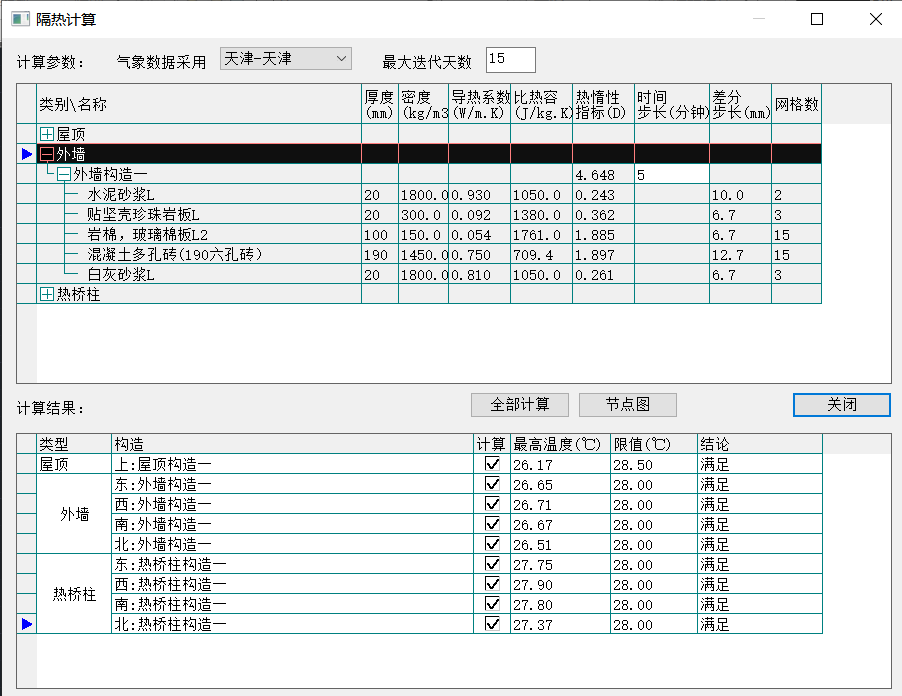 隔热计算
计算参数： 气象数据采用 天津-天津 最大迭代天数 15
类别\名称 厚度(mm) 密度(kg/m3 导热系数(W/m.K) 比热容(J/kg.K) 热惰性指标(D) 时间步长(分钟) 差分步长(mm) 网格数
屋顶
外墙
外墙构造一 4.648 5
水泥砂浆L 20 1800.0 0.930 1050.0 0.243 10.0 2
贴坚壳珍珠岩板L 20 300.0 0.092 1380.0 0.362 6.7 3
岩棉，玻璃棉板L2 100 150.0 0.054 1761.0 1.885 6.7 15
混凝土多孔砖(190六孔砖) 190 1450.0 0.750 709.4 1.897 12.7 15
白灰砂浆L 20 1800.0 0.810 1050.0 0.261 6.7 3
热桥柱
计算结果： 全部计算 节点图 关闭
类型 构造 计算 最高温度(℃) 限值(℃) 结论
屋顶 上:屋顶构造一 26.17 28.50 满足
外墙 东:外墙构造一 26.65 28.00 满足
西:外墙构造一 26.71 28.00 满足
南:外墙构造一 26.67 28.00 满足
北:外墙构造一 26.51 28.00 满足
热桥柱 东:热桥柱构造一 27.75 28.00 满足
西:热桥柱构造一 27.90 28.00 满足
南:热桥柱构造一 27.80 28.00 满足
北:热桥柱构造一 27.37 28.00 满足